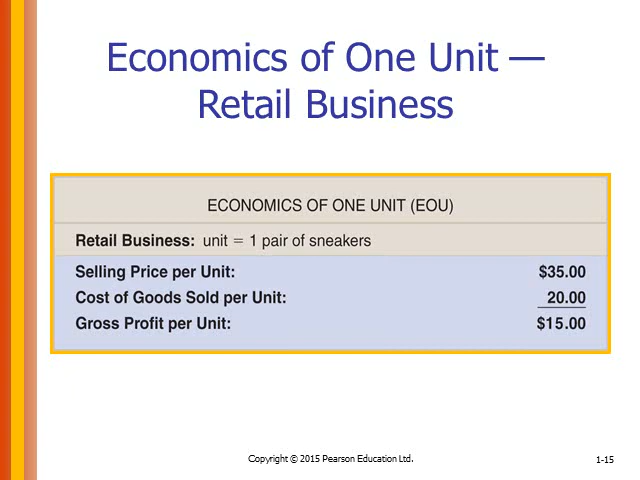 Economics of One Unit —
Retail Business
ECONOMICS OF ONE UNIT (EOU)
Retail Business: unit = 1 pair of sneakers
Selling Price per Unit: $35.00
Cost of Goods Sold per Unit: 20.00
Gross Profit per Unit: $15.00
Copyright © 2015 Pearson Education Ltd. 1-15